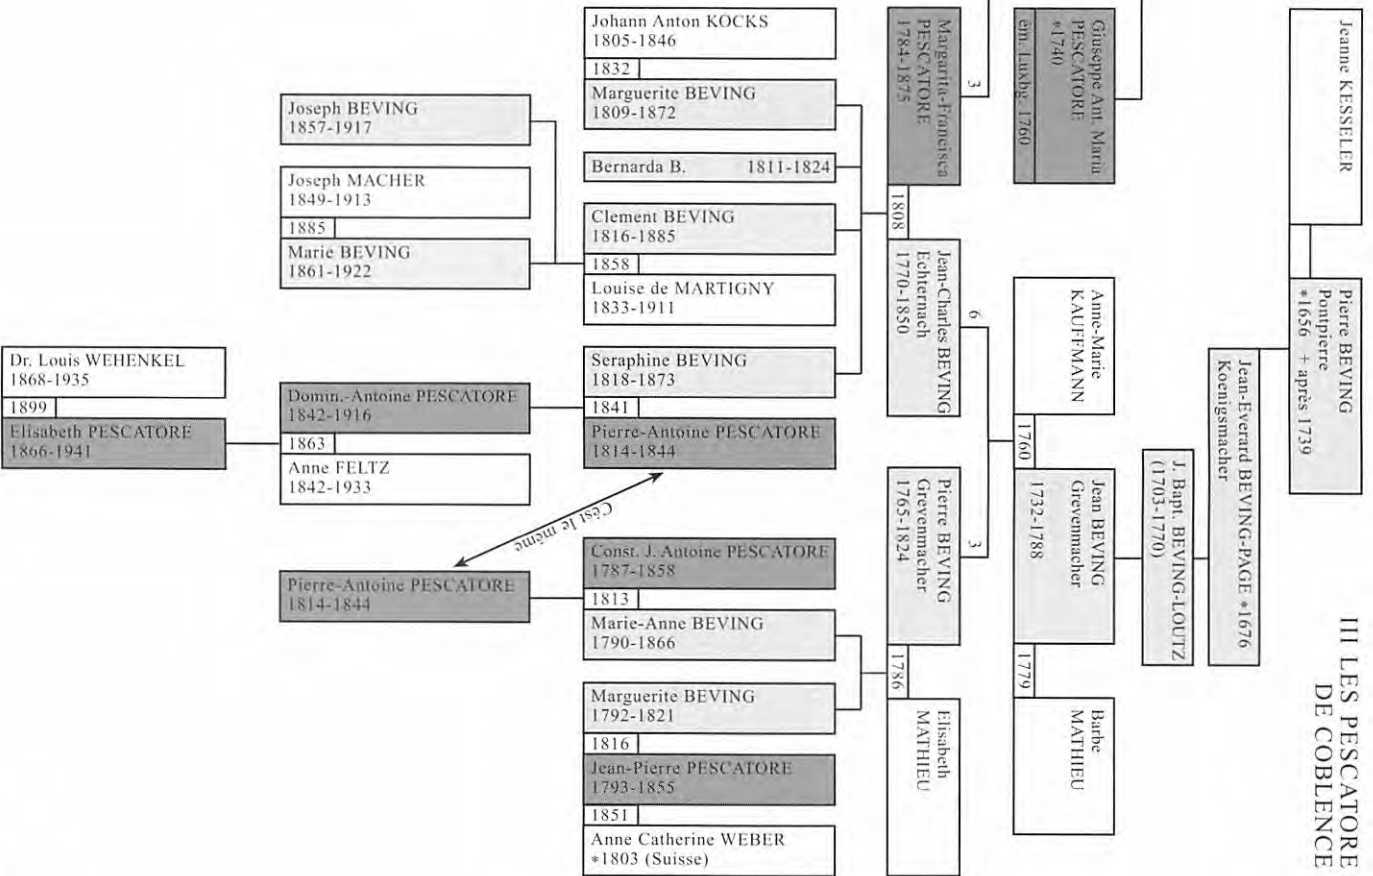 III LES PESCATORE
DE COBLENCE
Jeanne KESSELER
Pierre BEVING
Pontpierre
*1656 + après 1739
Jean-Everard BEVING-PAGE *1676
Koenigsmacher
J. Bapt. BEVING-LOUTZ
(1703-1770)
Giuseppe Ant. Maria
PESCATORE
*1740
ém. Luxbg. 1760
Anne-Marie
KAUFFMANN
1760
Jean BEVING
Grevenmacher
1732-1788
1779
Barbe
MATHIEU
3
Margarita-Francisca
PESCATORE
1784-1875
1808
6
Jean-Charles BEVING
Echternach
1770-1850
3
Pierre BEVING
Grevenmacher
1765-1824
1786
Elisabeth
MATHIEU
Johann Anton KOCKS
1805-1846
1832
Marguerite BEVING
1809-1872
Bernarda B. 1811-1824
Clement BEVING
1816-1885
1858
Louise de MARTIGNY
1833-1911
Seraphine BEVING
1818-1873
1841
Pierre-Antoine PESCATORE
1814-1844
Const. J. Antoine PESCATORE
1787-1858
1813
Marie-Anne BEVING
1790-1866
Marguerite BEVING
1792-1821
1816
Jean-Pierre PESCATORE
1793-1855
1851
Anne Catherine WEBER
*1803 (Suisse)
Joseph BEVING
1857-1917
Joseph MACHER
1849-1913
1885
Marie BEVING
1861-1922
Domin.-Antoine PESCATORE
1842-1916
1863
Anne FELTZ
1842-1933
C'est le même
Pierre-Antoine PESCATORE
1814-1844
Dr. Louis WEHENKEL
1868-1935
1899
Elisabeth PESCATORE
1866-1941